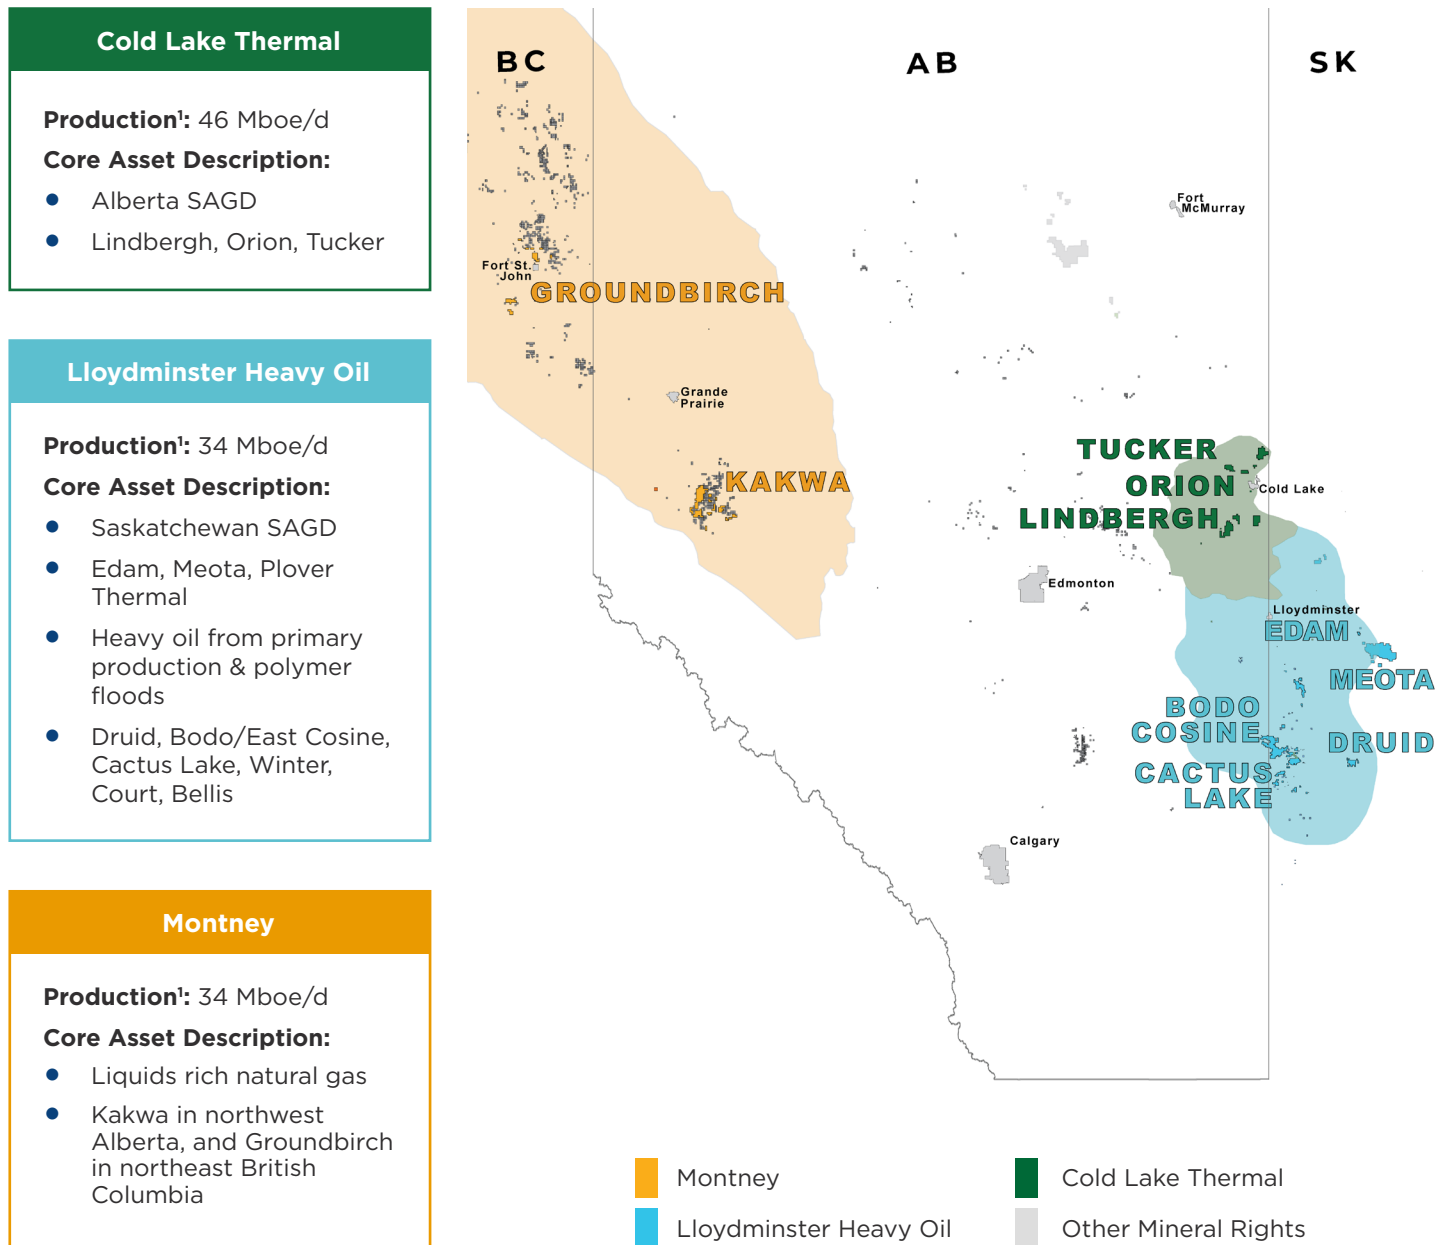 Cold Lake Thermal
Production¹: 46 Mboe/d
Core Asset Description:
• Alberta SAGD
• Lindbergh, Orion, Tucker
Lloydminster Heavy Oil
Production¹: 34 Mboe/d
Core Asset Description:
• Saskatchewan SAGD
• Edam, Meota, Plover
Thermal
• Heavy oil from primary
production & polymer
floods
• Druid, Bodo/East Cosine,
Cactus Lake, Winter,
Court, Bellis
Montney
Production¹: 34 Mboe/d
Core Asset Description:
• Liquids rich natural gas
• Kakwa in northwest
Alberta, and Groundbirch
in northeast British
Columbia
BC
AB
SK
Fort
McMurray
Fort St.
John
GROUNDBIRCH
Grande
Prairie
KAKWA
TUCKER
ORION
Cold Lake
LINDBERGH
Edmonton
Lloydminster
EDAM
MEOTA
BODO
COSINE
DRUID
CACTUS
LAKE
Calgary
Montney
Cold Lake Thermal
Lloydminster Heavy Oil
Other Mineral Rights